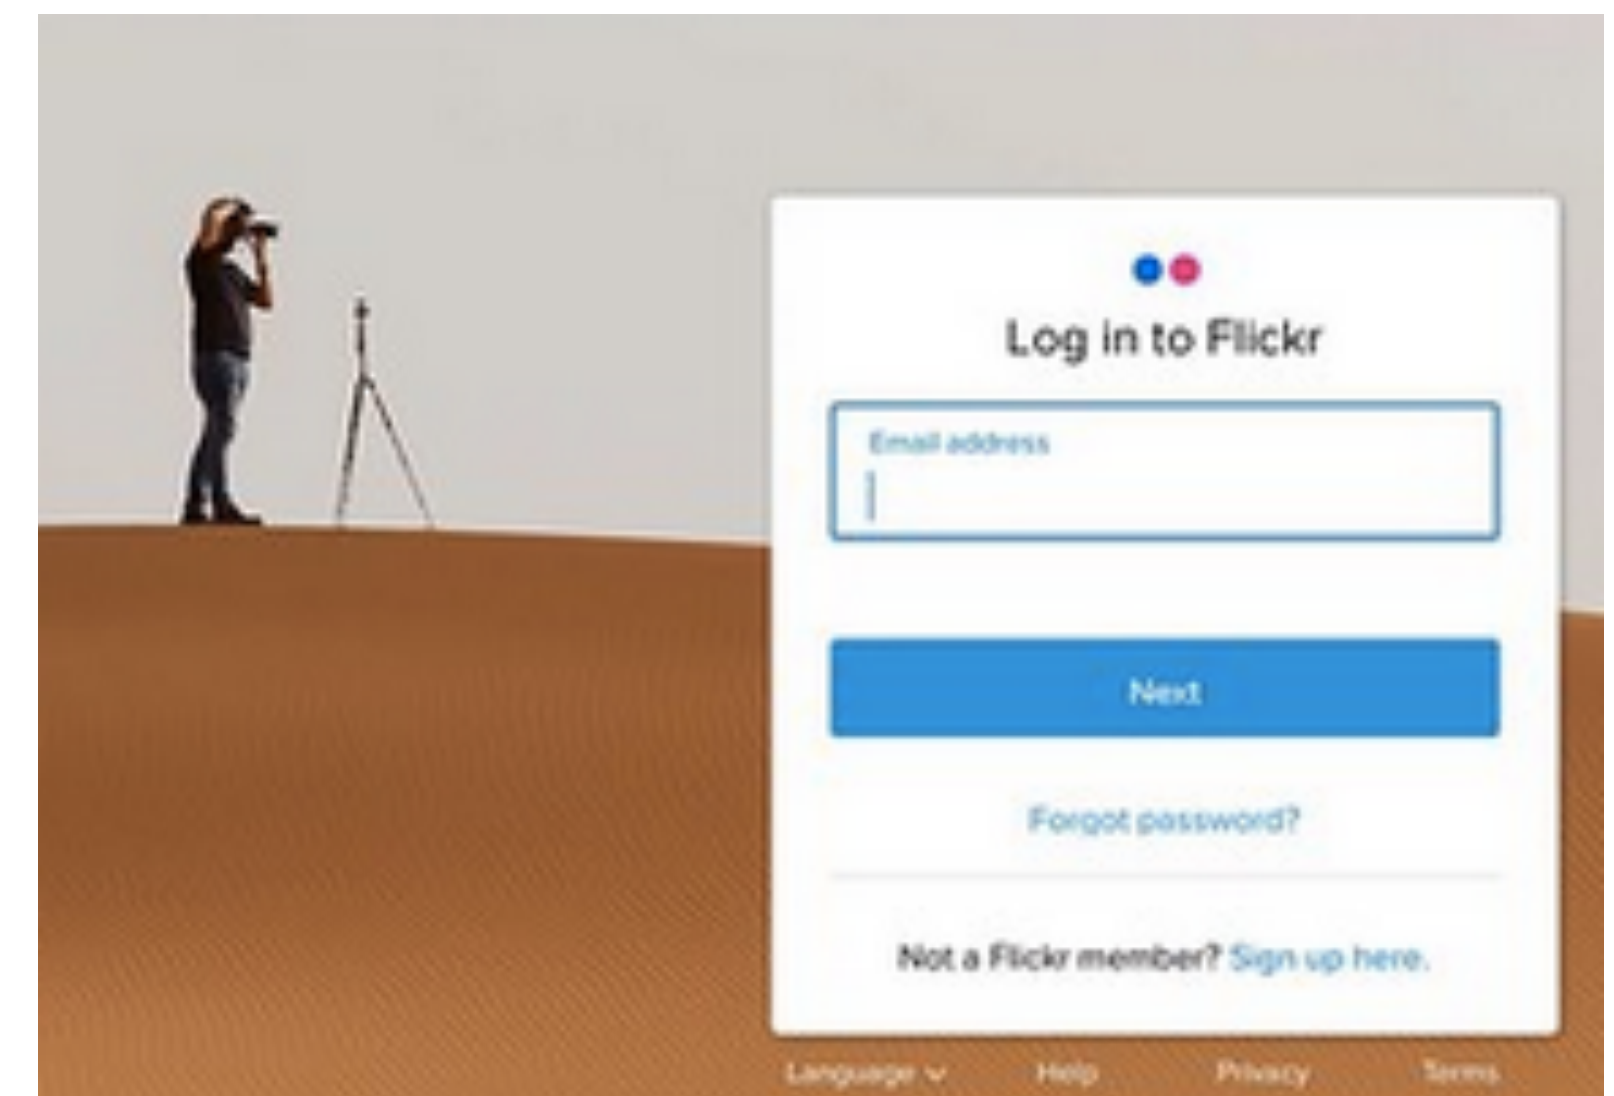 Log in to Flickr
Email address
Next
Forgot password?
Not a Flickr member? Sign up here.
Language Help Privacy Terms